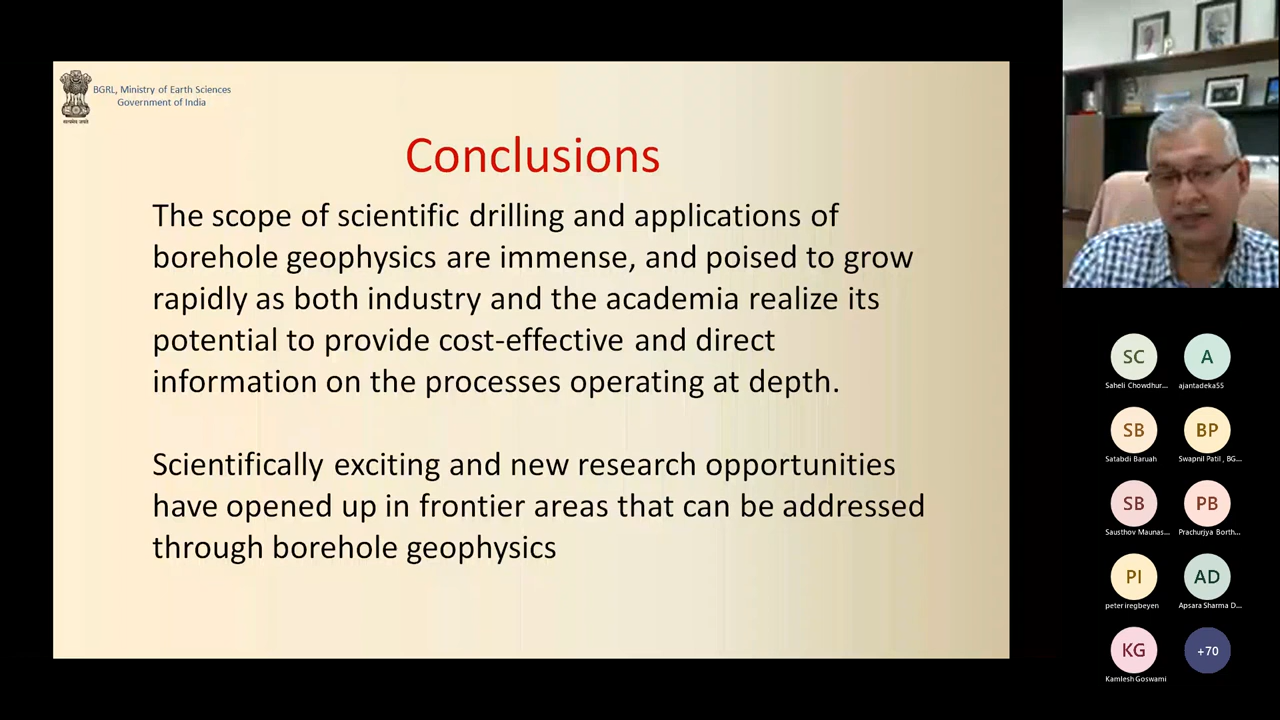 BGRL, Ministry of Earth Sciences
Government of India
सत्यमेव जयते
Conclusions
The scope of scientific drilling and applications of
borehole geophysics are immense, and poised to grow
rapidly as both industry and the academia realize its
potential to provide cost-effective and direct
information on the processes operating at depth.
Scientifically exciting and new research opportunities
have opened up in frontier areas that can be addressed
through borehole geophysics
SC
Saheli Chowdhur...
A
ajantadeka55
SB
Satabdi Baruah
BP
Swapnil Patil , BG...
SB
Sausthov Maunas...
PB
Prachurjya Borth...
PI
peter iregbeyen
AD
Apsara Sharma D...
KG
Kamlesh Goswami
+70